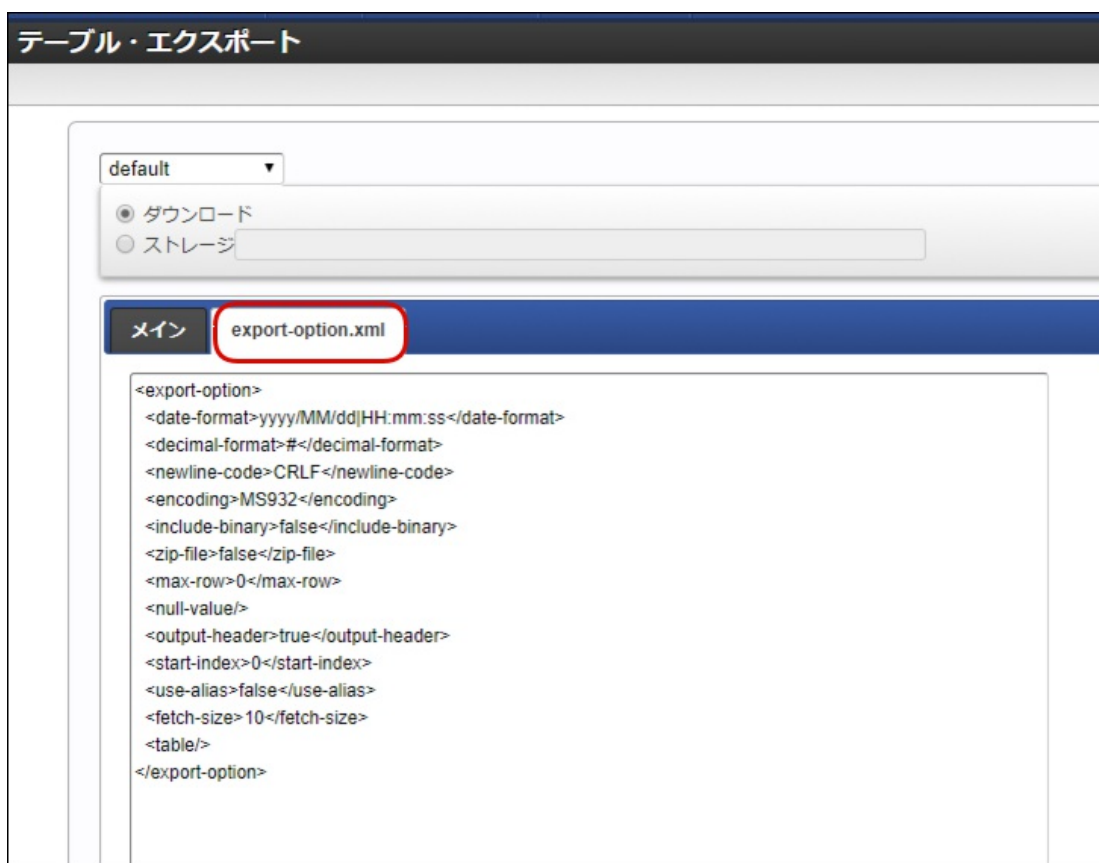 テーブル・エクスポート
default
ダウンロード
ストレージ
メイン
export-option.xml
<export-option>
<date-format>yyyy/MM/dd|HH:mm:ss</date-format>
<decimal-format>#</decimal-format>
<newline-code>CRLF</newline-code>
<encoding>MS932</encoding>
<include-binary>false</include-binary>
<zip-file>false</zip-file>
<max-row>0</max-row>
<null-value/>
<output-header>true</output-header>
<start-index>0</start-index>
<use-alias>false</use-alias>
<fetch-size>10</fetch-size>
<table/>
</export-option>